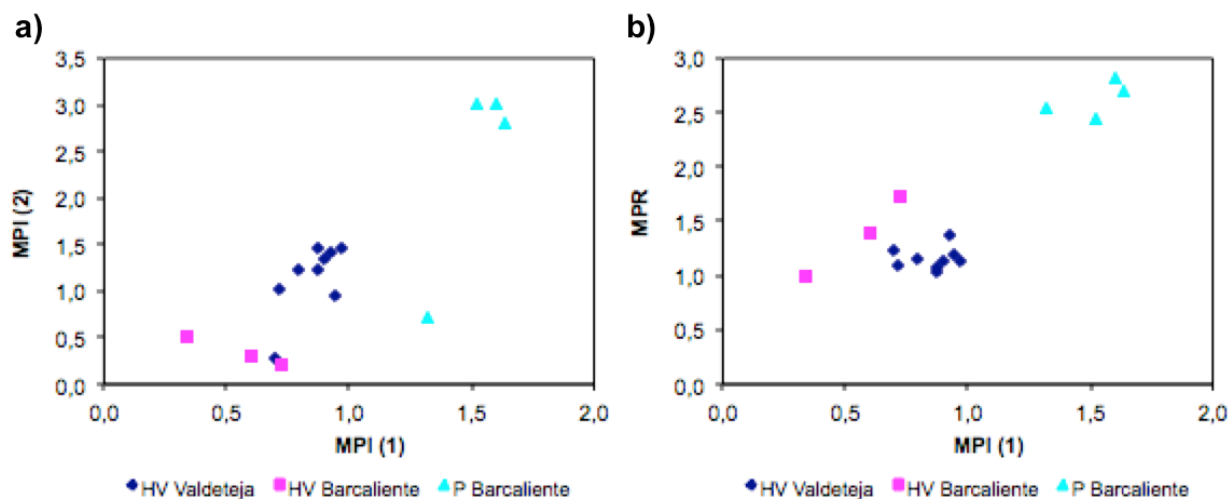 a)
3,5
3,0
2,5
2,0
1,5
1,0
0,5
0,0
MPI (2)
0,0 0,5 1,0 1,5 2,0
MPI (1)
HV Valdeteja HV Barcaliente P Barcaliente
b)
3,0
2,5
2,0
1,5
1,0
0,5
0,0
MPR
0,0 0,5 1,0 1,5 2,0
MPI (1)
HV Valdeteja HV Barcaliente P Barcaliente